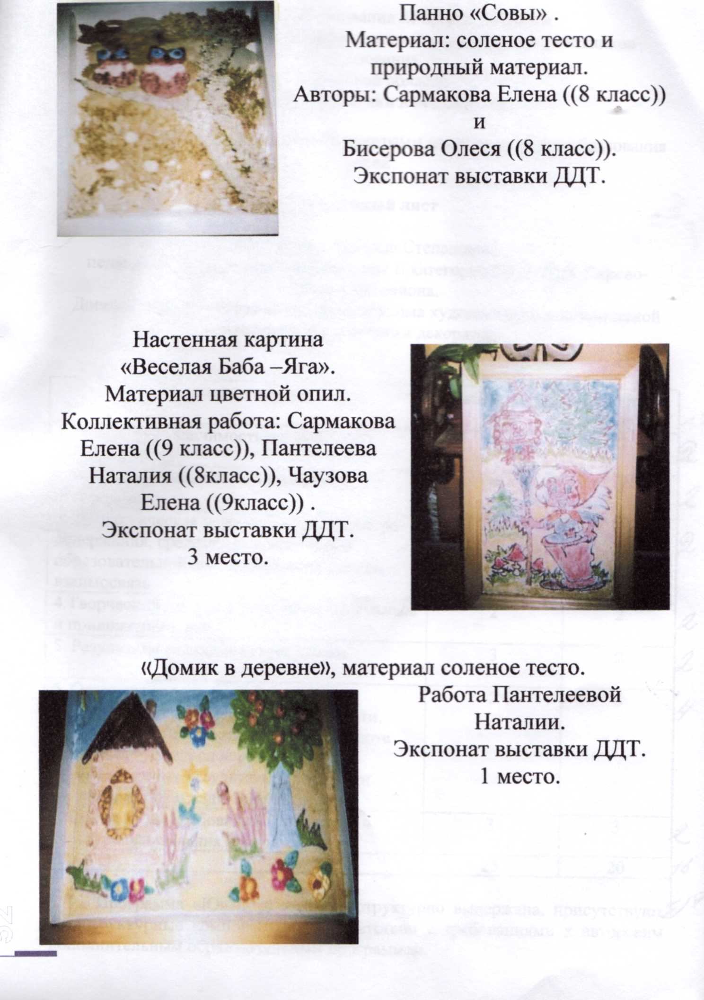 Панно «Совы» .
Материал: соленое тесто и
природный материал.
Авторы: Сармакова Елена ((8 класс))
и
Бисерова Олеся ((8 класс)).
Экспонат выставки ДДТ.
Настенная картина
«Веселая Баба –Яга».
Материал цветной опил.
Коллективная работа: Сармакова
Елена ((9 класс)), Пантелеева
Наталия ((8класс)), Чаузова
Елена ((9класс)) .
Экспонат выставки ДДТ.
3 место.
«Домик в деревне», материал соленое тесто.
Работа Пантелеевой
Наталии.
Экспонат выставки ДДТ.
1 место.